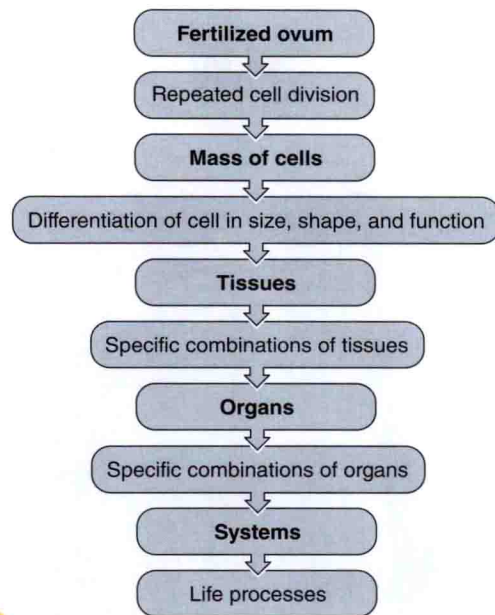 Fertilized ovum
Repeated cell division
Mass of cells
Differentiation of cell in size, shape, and function
Tissues
Specific combinations of tissues
Organs
Specific combinations of organs
Systems
Life processes